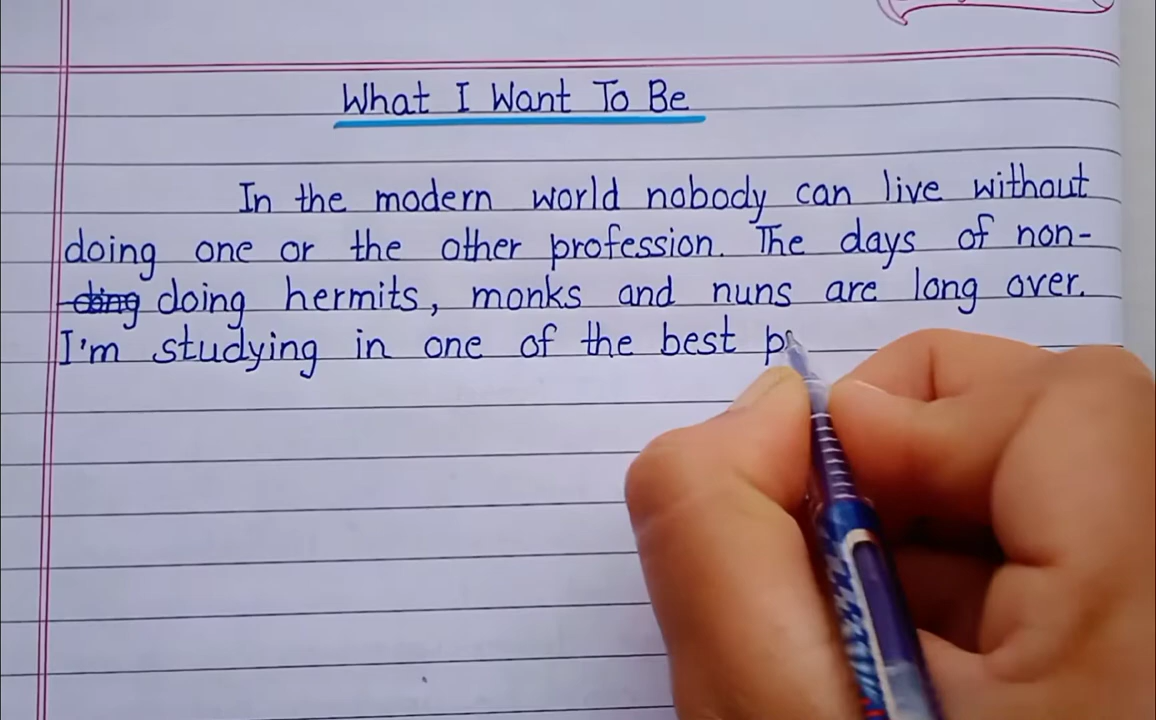 What I Want To Be
In the modern world nobody can live without
doing one or the other profession. The days of non-
doing hermits, monks and nuns are long over.
I'm studying in one of the best